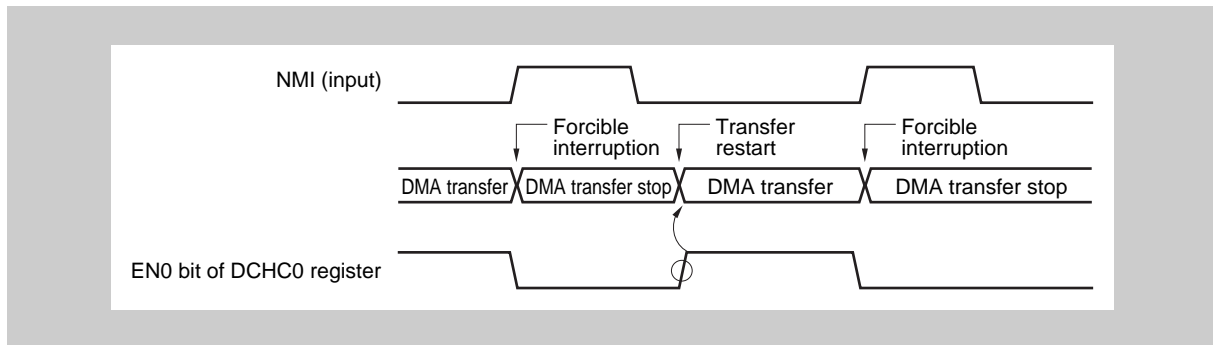 NMI (input)
Forcible
interruption
Transfer
restart
Forcible
interruption
DMA transfer
DMA transfer stop
DMA transfer
DMA transfer stop
EN0 bit of DCHC0 register